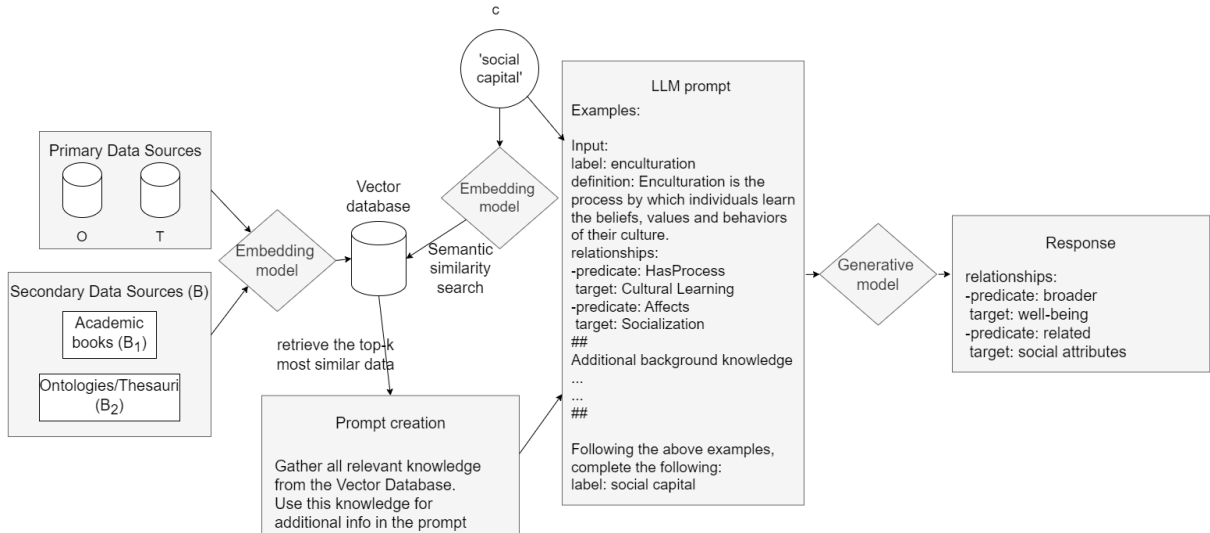 c
'social
capital'
Primary Data Sources
O T
Secondary Data Sources (B)
Academic
books (B1)
Ontologies/Thesauri
(B2)
Embedding
model
Vector
database
Embedding
model
Semantic
similarity
search
retrieve the top-k
most similar data
Prompt creation
Gather all relevant knowledge
from the Vector Database.
Use this knowledge for
additional info in the prompt
LLM prompt
Examples:
Input:
label: enculturation
definition: Enculturation is the
process by which individuals learn
the beliefs, values and behaviors
of their culture.
relationships:
-predicate: HasProcess
target: Cultural Learning
-predicate: Affects
target: Socialization
##
Additional background knowledge
...
...
##
Following the above examples,
complete the following:
label: social capital
Generative
model
Response
relationships:
-predicate: broader
target: well-being
-predicate: related
target: social attributes